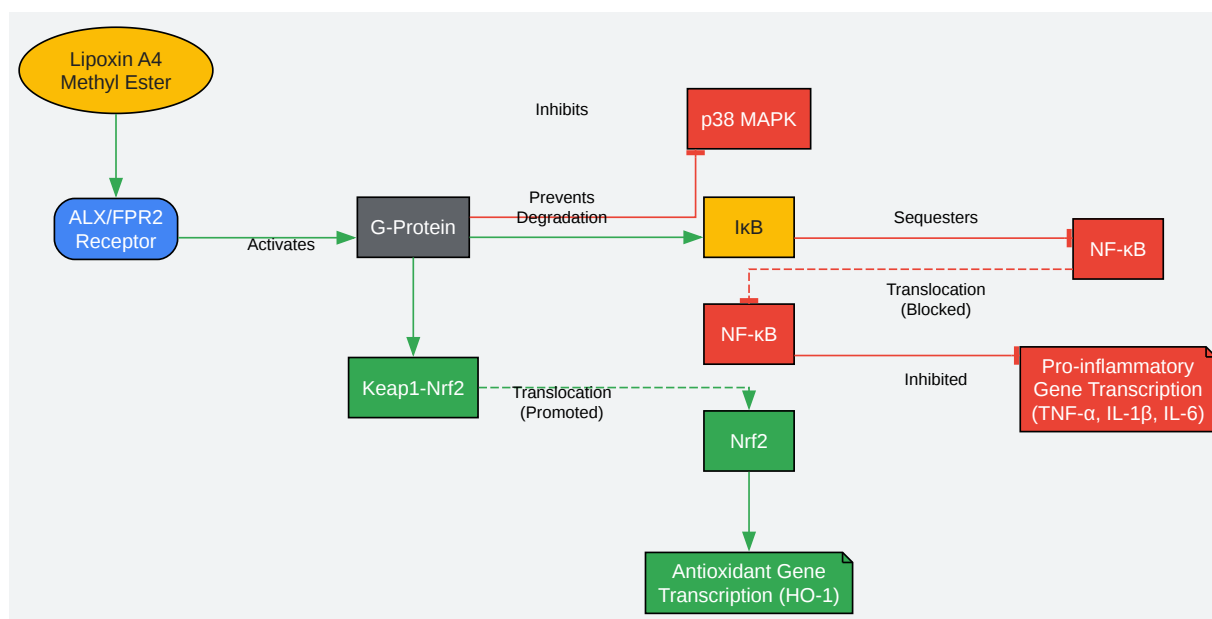 Lipoxin A4
Methyl Ester
Inhibits
p38 MAPK
ALX/FPR2
Receptor
Activates
G-Protein
Prevents
Degradation
IκB
Sequesters
NF-κB
Translocation
(Blocked)
NF-κB
Inhibited
Pro-inflammatory
Gene Transcription
(TNF-α, IL-1β, IL-6)
Keap1-Nrf2
Translocation
(Promoted)
Nrf2
Antioxidant Gene
Transcription (HO-1)